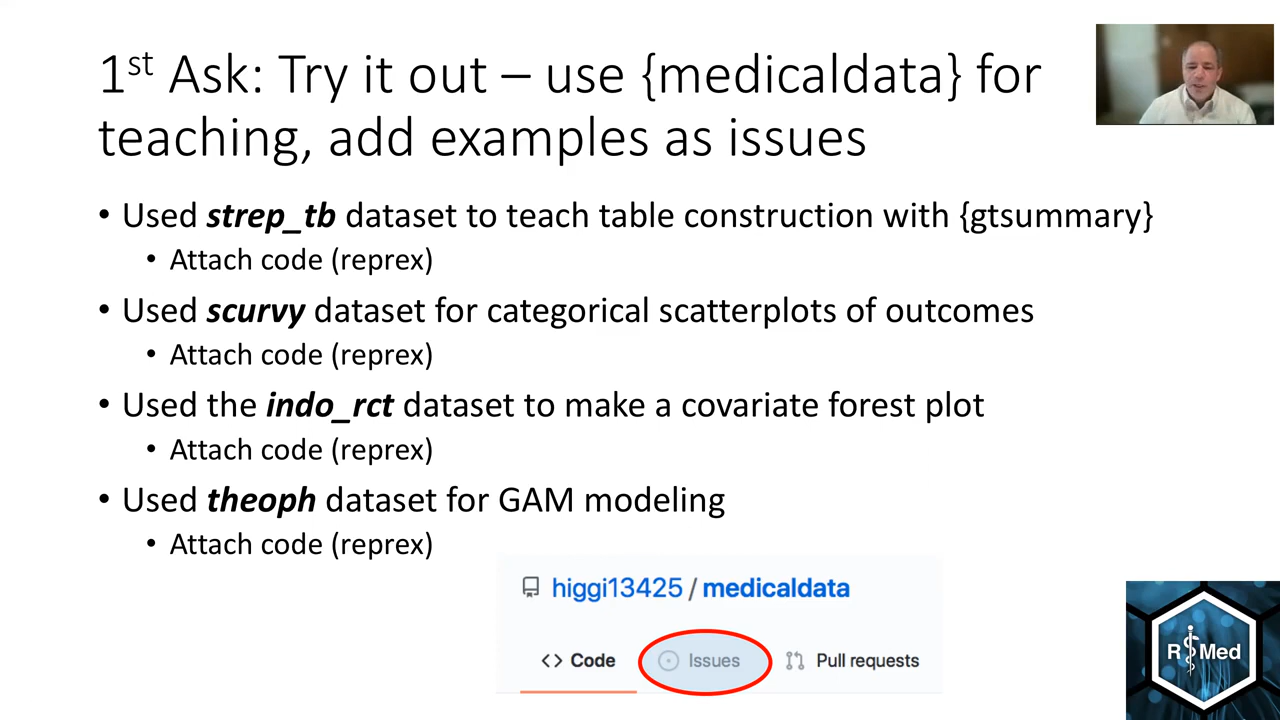 1st Ask: Try it out – use {medicaldata} for
teaching, add examples as issues
• Used strep_tb dataset to teach table construction with {gtsummary}
• Attach code (reprex)
• Used scurvy dataset for categorical scatterplots of outcomes
• Attach code (reprex)
• Used the indo_rct dataset to make a covariate forest plot
• Attach code (reprex)
• Used theoph dataset for GAM modeling
• Attach code (reprex)
higgi13425 / medicaldata
<> Code Issues Pull requests
R Med